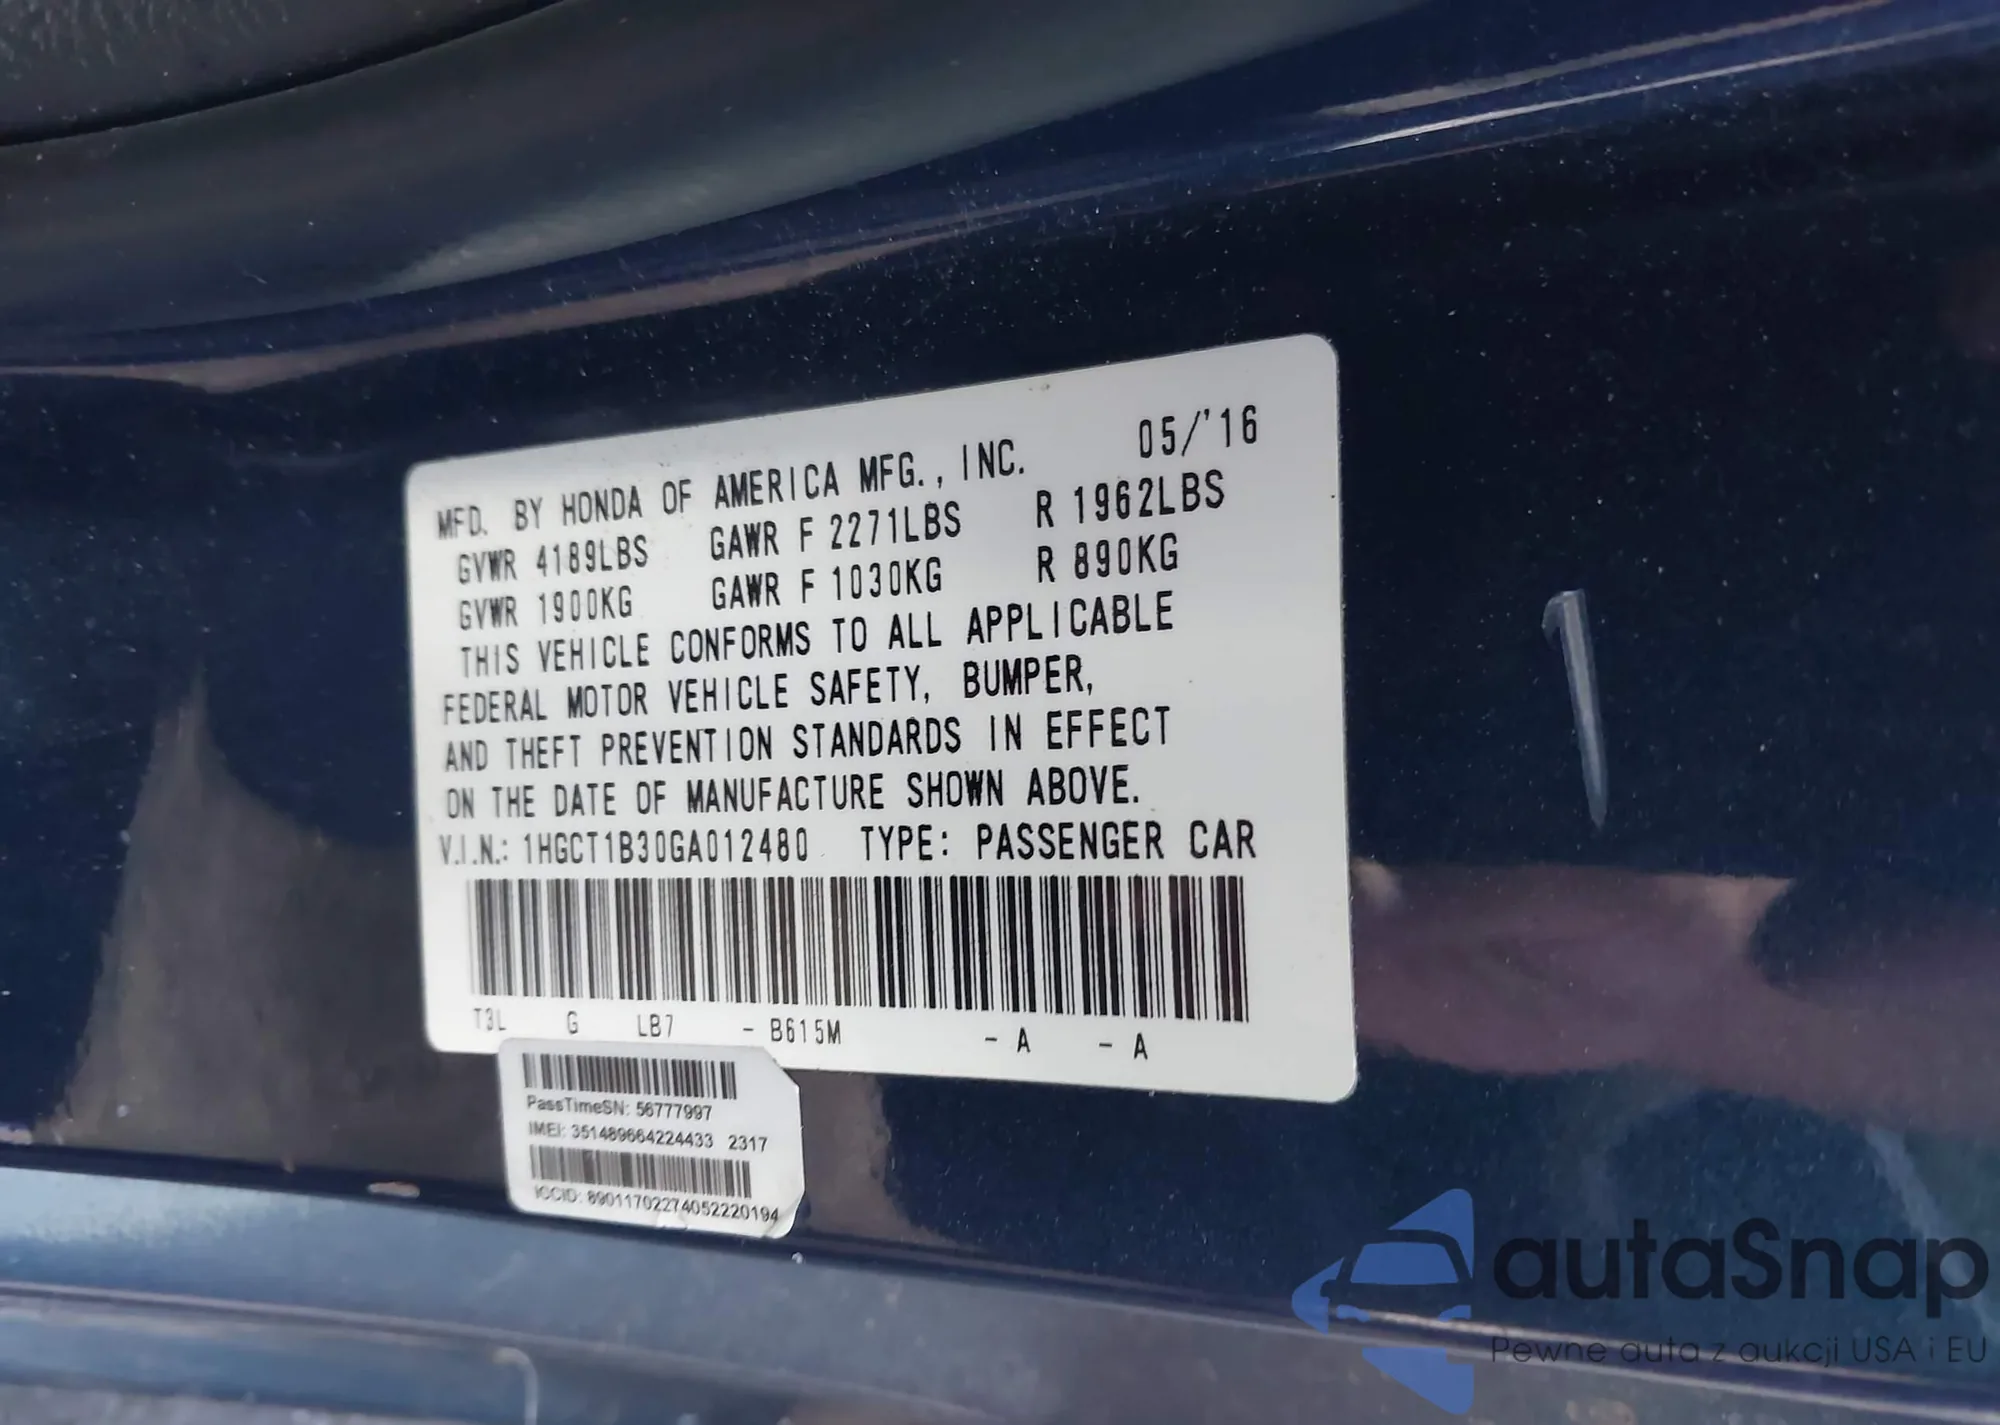 MFD. BY HONDA OF AMERICA MFG., INC. 05/'16
GVWR 4189LBS GAWR F 2271LBS R 1962LBS
GVWR 1900KG GAWR F 1030KG R 890KG
THIS VEHICLE CONFORMS TO ALL APPLICABLE
FEDERAL MOTOR VEHICLE SAFETY, BUMPER,
AND THEFT PREVENTION STANDARDS IN EFFECT
ON THE DATE OF MANUFACTURE SHOWN ABOVE.
V.I.N.: 1HGCT1B30GA012480 TYPE: PASSENGER CAR
T3L G LB7 - B615M - A - A
PassTimeSN: 56777997
IMEI: 351489664224433 2317
ICCID: 89011702274052220194
1
autaSnap
Pewne auta z aukcji USA i EU